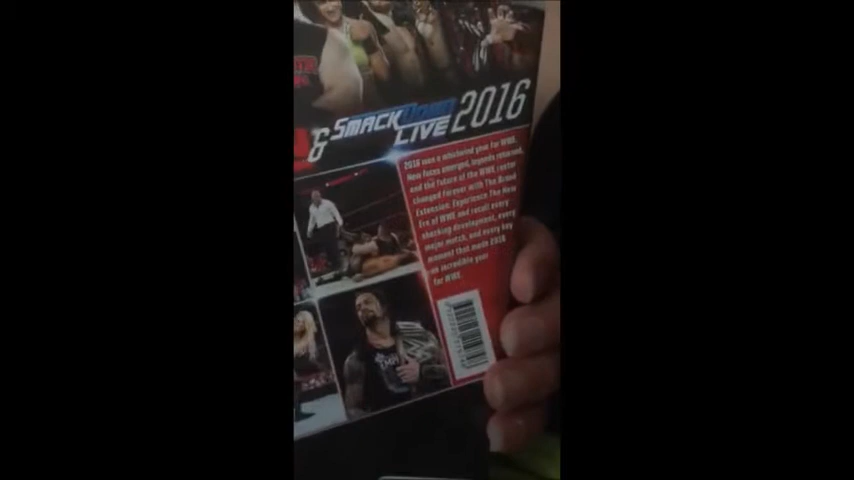 & SMACKDOWN LIVE 2016
2016 was a whirlwind year for WWE.
New faces emerged, legends returned,
and the future of the WWE roster
changed forever with The Brand
Extension. Experience The New
Era of WWE and recall every
shocking development, every
major match, and every key
moment that made 2016
an incredible year
for WWE.